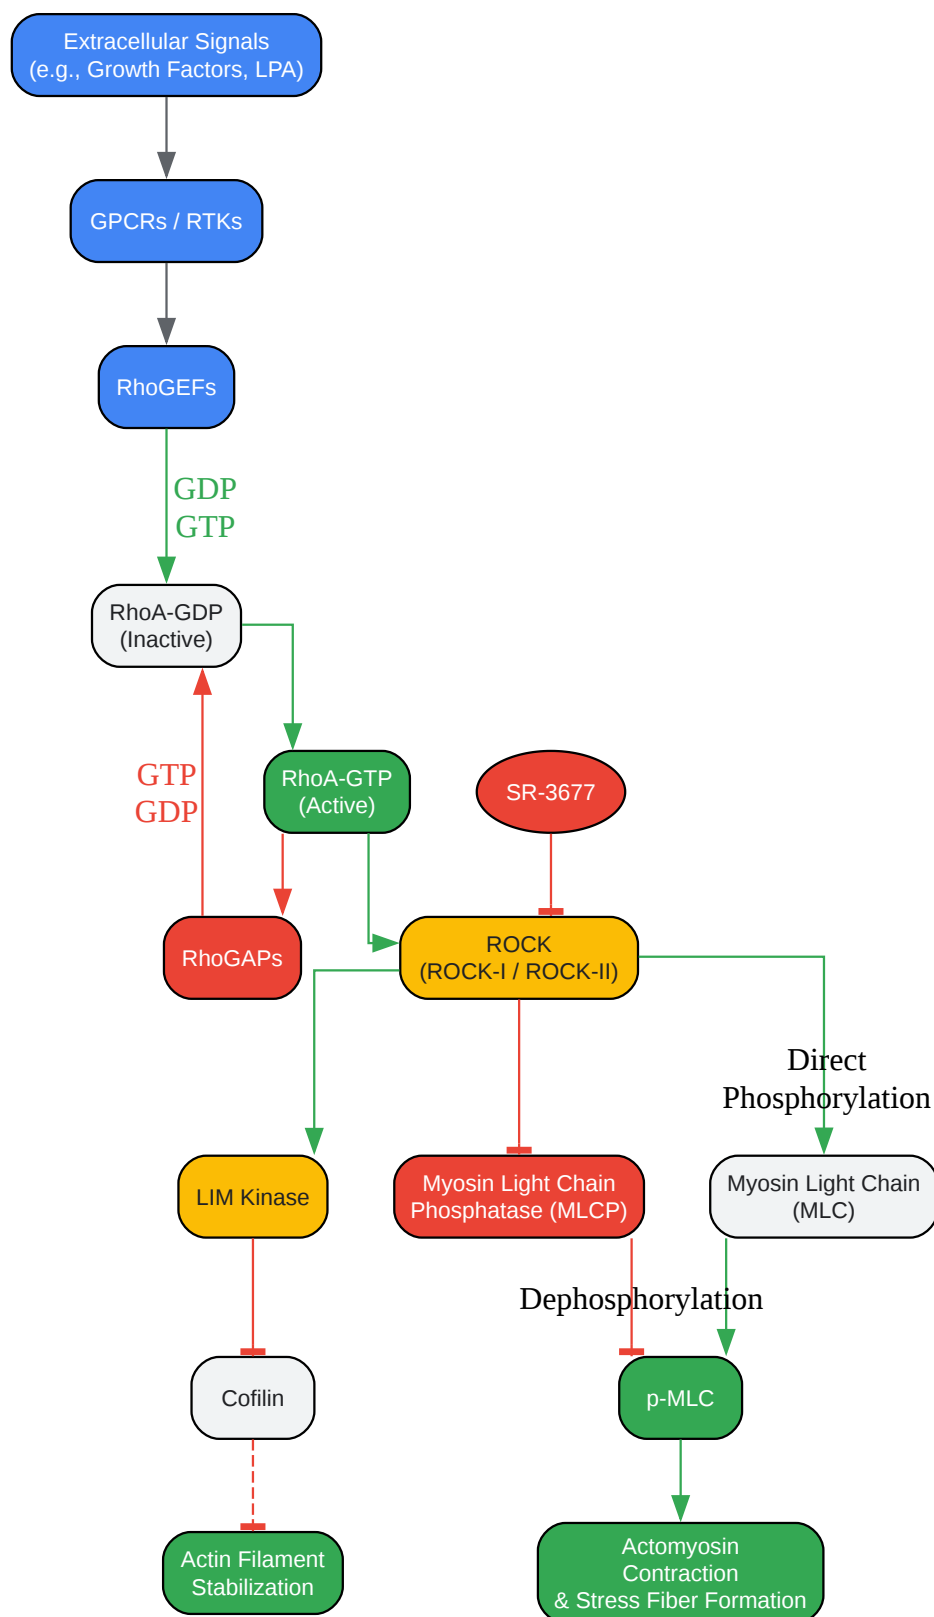 Extracellular Signals
(e.g., Growth Factors, LPA)
GPCRs / RTKs
RhoGEFs
GDP
GTP
RhoA-GDP
(Inactive)
GTP
GDP
RhoA-GTP
(Active)
SR-3677
RhoGAPs
ROCK
(ROCK-I / ROCK-II)
Direct
Phosphorylation
LIM Kinase
Myosin Light Chain
Phosphatase (MLCP)
Myosin Light Chain
(MLC)
Dephosphorylation
Cofilin
p-MLC
Actin Filament
Stabilization
Actomyosin
Contraction
& Stress Fiber Formation